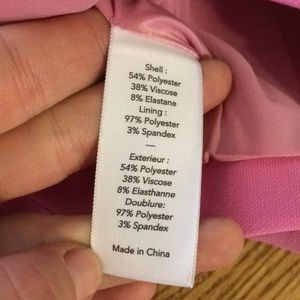 Shell :
54% Polyester
38% Viscose
8% Elastane
Lining :
97% Polyester
3% Spandex
—
Exterieur :
54% Polyester
38% Viscose
8% Elasthanne
Doublure:
97% Polyester
3% Spandex
Made in China